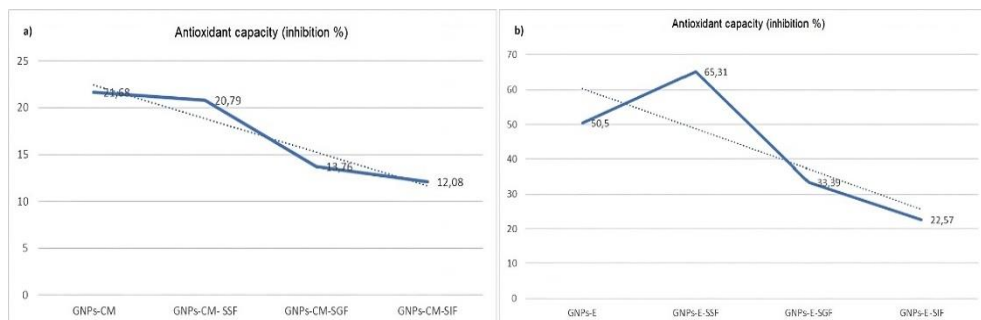 a)
Antioxidant capacity (inhibition %)
25
20
15
10
5
0
21,68
20,79
13,76
12,08
GNPs-CM
GNPs-CM- SSF
GNPs-CM-SGF
GNPs-CM-SIF
b)
Antioxidant capacity (inhibition %)
70
60
50
40
30
20
10
0
50,5
65,31
33,39
22,57
GNPs-E
GNPs-E-SSF
GNPs-E-SGF
GNPs-E-SIF